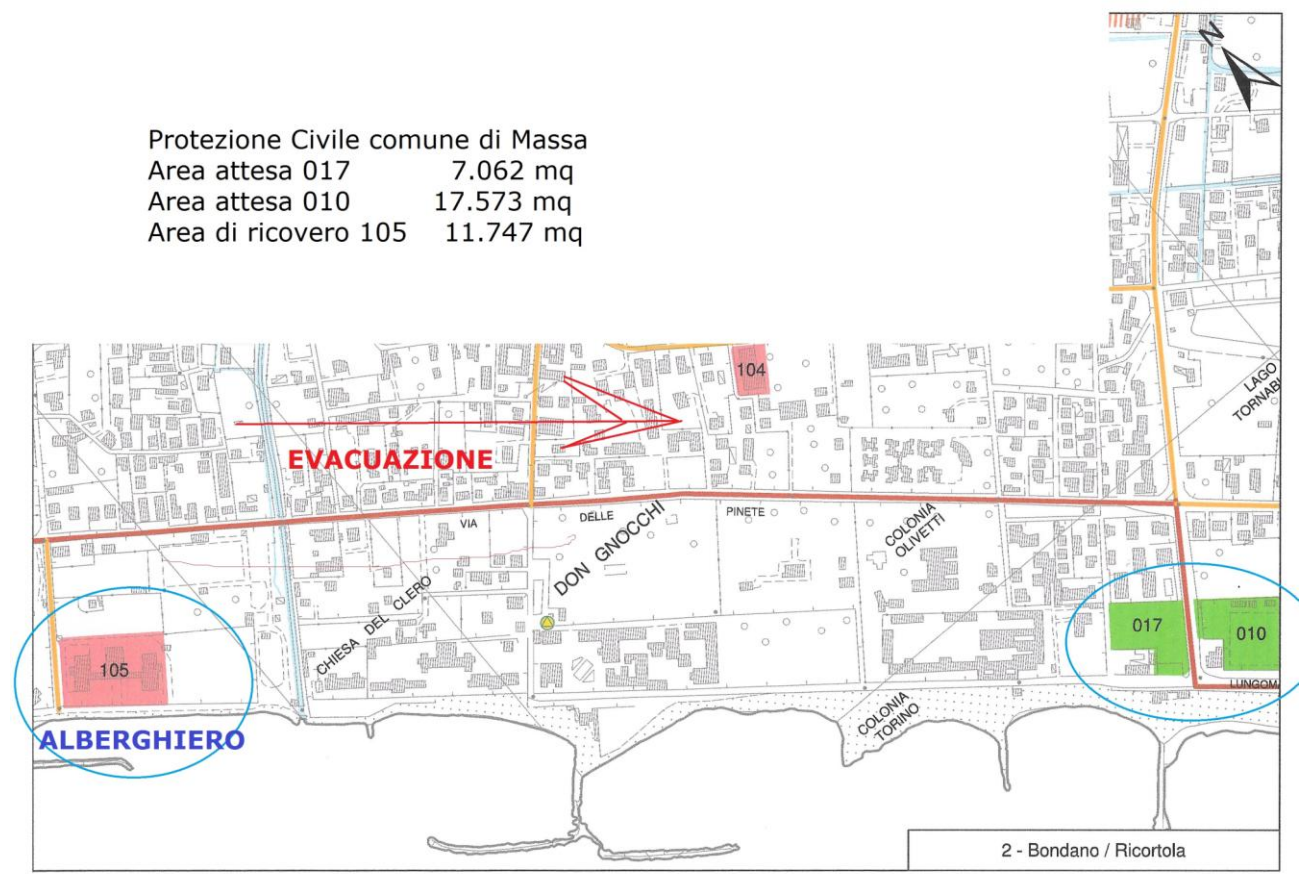 N
Protezione Civile comune di Massa
Area attesa 017 7.062 mq
Area attesa 010 17.573 mq
Area di ricovero 105 11.747 mq
104
LAGO
EVACUAZIONE
VIA DELLE PINETE
DON GNOCCHI
COLONIA
OLIVETTI
CHIESA DEL CLERO
017
010
105
LUNGOMA
COLONIA
TORINO
ALBERGHIERO
2 - Bondano / Ricortola